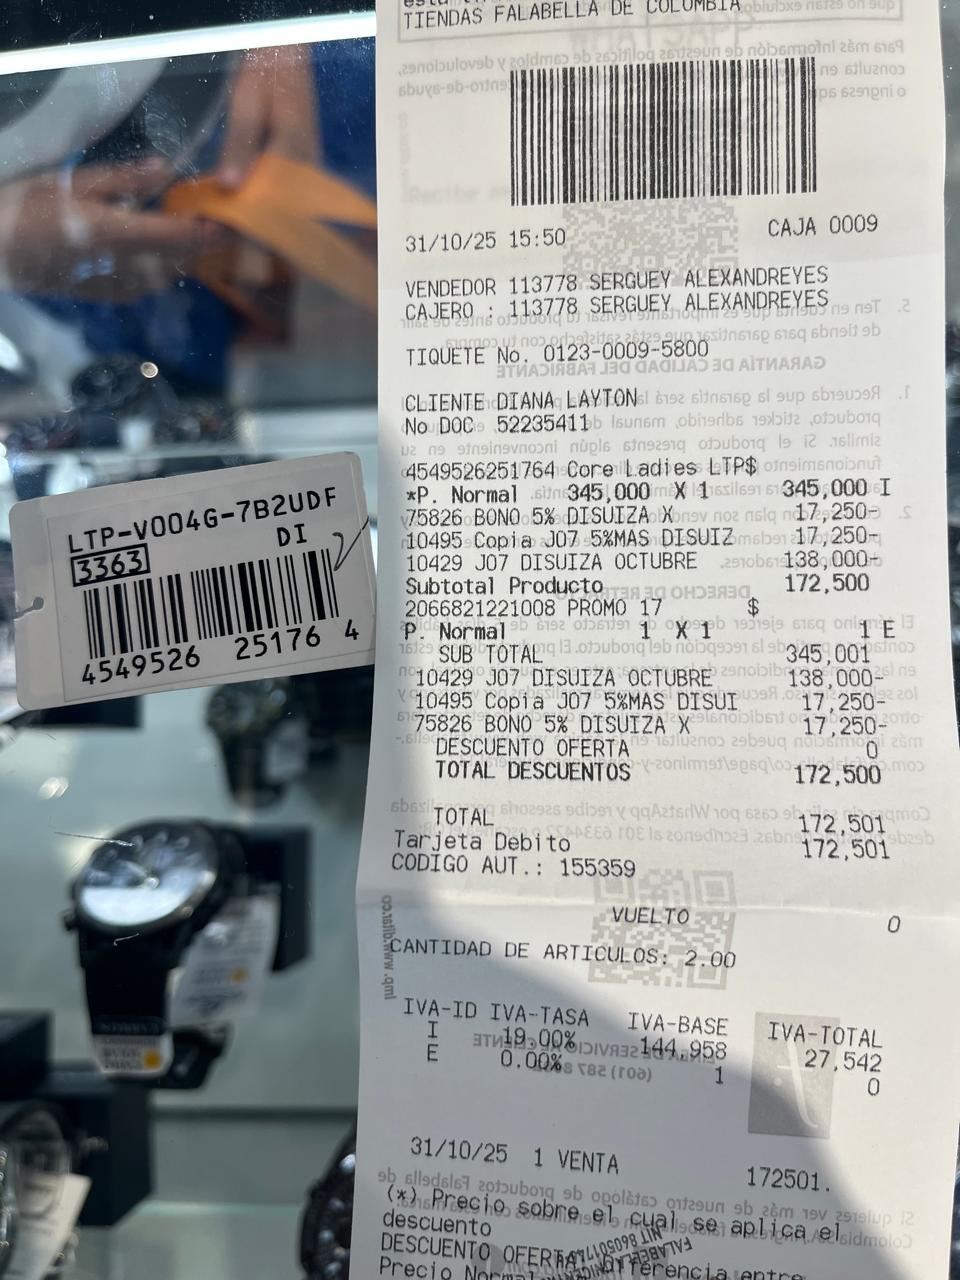 LTP-V004G-7B2UDF
3363 DI
4549526 25176 4
TIENDAS FALABELLA DE COLOMBIA
31/10/25 15:50 CAJA 0009
VENDEDOR 113778 SERGUEY ALEXANDREYES
CAJERO : 113778 SERGUEY ALEXANDREYES
TIQUETE No. 0123-0009-5800
CLIENTE DIANA LAYTON
No DOC 52235411
4549526251764 Core Ladies LTP$
*P. Normal 345,000 X 1 345,000 I
75826 BONO 5% DISUIZA X 17,250-
10495 Copia J07 5%MAS DISUIZ 17,250-
10429 J07 DISUIZA OCTUBRE 138,000-
Subtotal Producto 172,500
2066821221008 PROMO 17 $
P. Normal 1 X 1 1 E
SUB TOTAL 345,001
10429 J07 DISUIZA OCTUBRE 138,000-
10495 Copia J07 5%MAS DISUI 17,250-
75826 BONO 5% DISUIZA X 17,250-
DESCUENTO OFERTA 0
TOTAL DESCUENTOS 172,500
TOTAL 172,501
Tarjeta Debito 172,501
CODIGO AUT.: 155359
VUELTO 0
CANTIDAD DE ARTICULOS: 2.00
IVA-ID IVA-TASA IVA-BASE IVA-TOTAL
I 19.00% 144,958 27,542
E 0.00% 1 0
31/10/25 1 VENTA 172501.
(*) Precio sobre el cual se aplica el
descuento
DESCUENTO OFERTA: Diferencia entre
Precio Normal